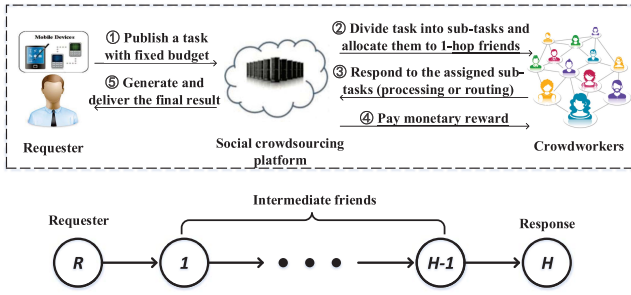 Mobile Devices
① Publish a task
with fixed budget
⑤ Generate and
deliver the final result
Requester
Social crowdsourcing
platform
② Divide task into sub-tasks and
allocate them to 1-hop friends
③ Respond to the assigned sub-
tasks (processing or routing)
④ Pay monetary reward
Crowdworkers
Intermediate friends
Requester
Response
R
1
H-1
H